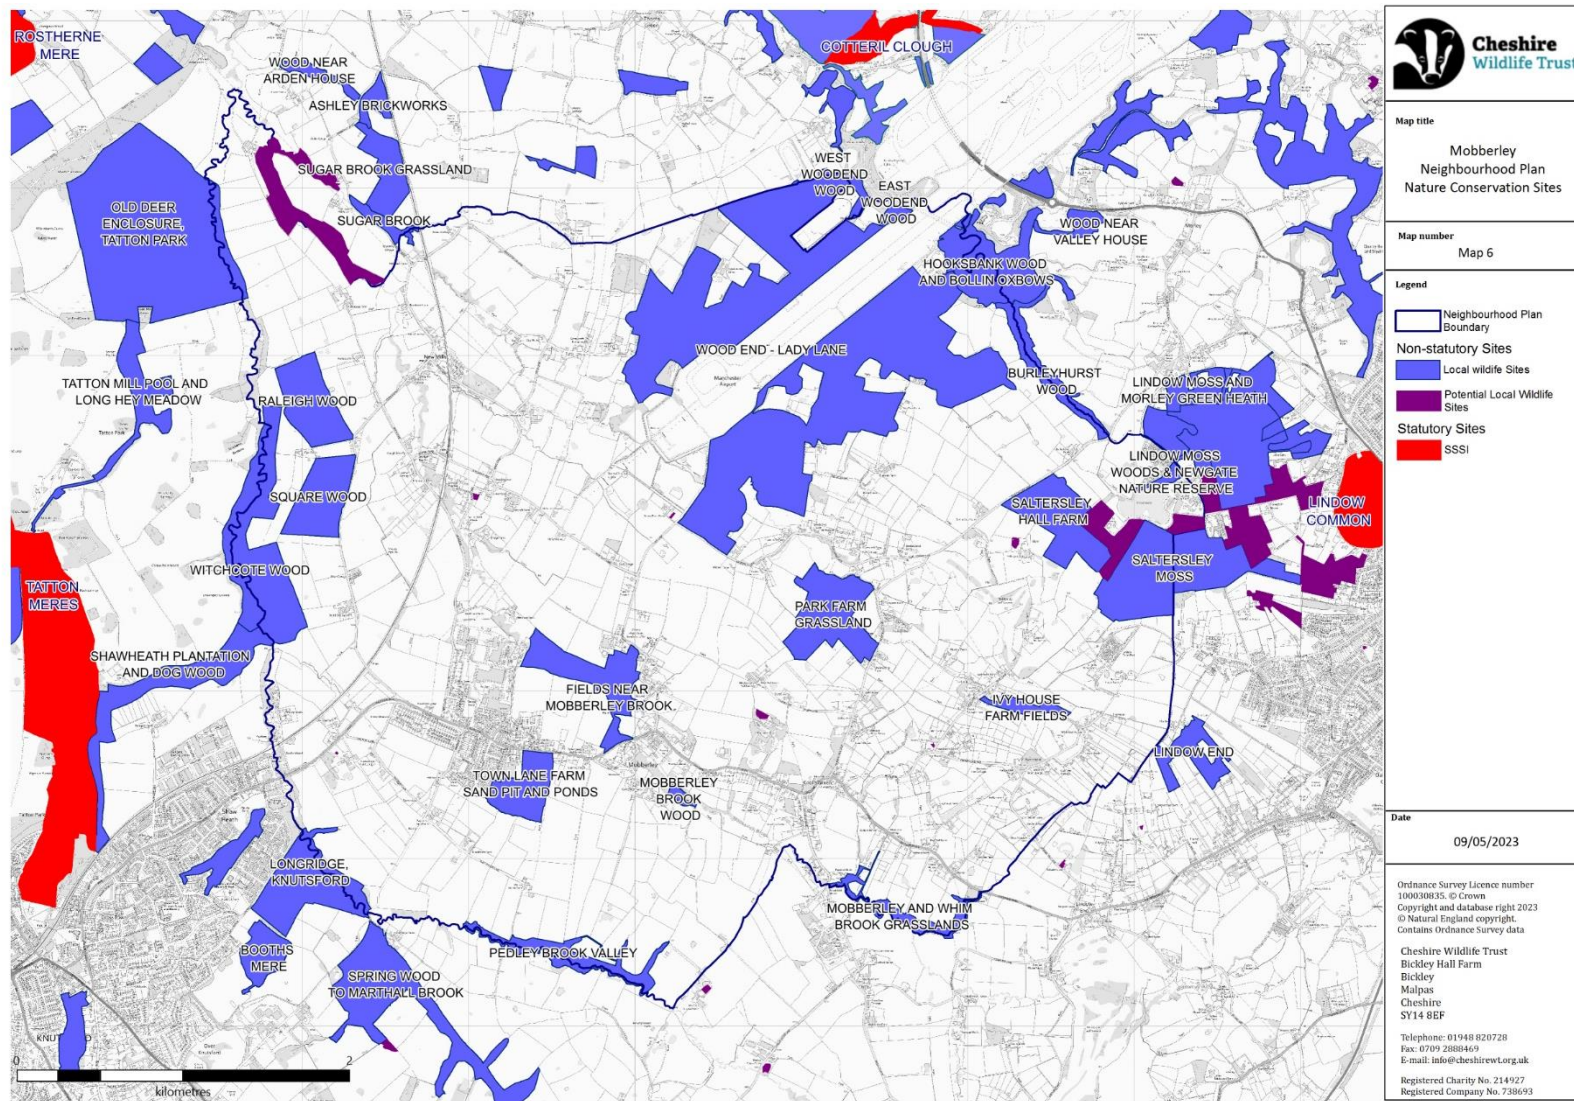 ROSTHERNE
MERE
COTTERIL CLOUGH
WOOD NEAR
ARDEN HOUSE
ASHLEY BRICKWORKS
SUGAR BROOK GRASSLAND
WEST
WOODEND
WOOD
EAST
WOODEND
WOOD
OLD DEER
ENCLOSURE,
TATTON PARK
SUGAR BROOK
WOOD NEAR
VALLEY HOUSE
HOOKSBANK WOOD
AND BOLLIN OXBOWS
WOOD END - LADY LANE
TATTON MILL POOL AND
LONG HEY MEADOW
RALEIGH WOOD
BURLEYHURST
WOOD
LINDOW MOSS AND
MORLEY GREEN HEATH
LINDOW MOSS
WOODS & NEWGATE
NATURE RESERVE
SQUARE WOOD
SALTERSLEY
HALL FARM
LINDOW
COMMON
WITCHCOTE WOOD
SALTERSLEY
MOSS
TATTON
MERES
PARK FARM
GRASSLAND
SHAWHEATH PLANTATION
AND DOG WOOD
FIELDS NEAR
MOBBERLEY BROOK
IVY HOUSE
FARM FIELDS
LINDOW END
TOWN LANE FARM
SAND PIT AND PONDS
Mobberley
MOBBERLEY
BROOK
WOOD
LONGRIDGE,
KNUTSFORD
MOBBERLEY AND WHIM
BROOK GRASSLANDS
BOOTHS
MERE
PEDLEY BROOK VALLEY
SPRING WOOD
TO MARTHALL BROOK
0
2
kilometres
Cheshire
Wildlife Trust
Map title
Mobberley
Neighbourhood Plan
Nature Conservation Sites
Map number
Map 6
Legend
Neighbourhood Plan
Boundary
Non-statutory Sites
Local wildlife Sites
Potential Local Wildlife
Sites
Statutory Sites
SSSI
Date
09/05/2023
Ordnance Survey Licence number
100030835. © Crown
Copyright and database right 2023
© Natural England copyright.
Contains Ordnance Survey data
Cheshire Wildlife Trust
Bickley Hall Farm
Bickley
Malpas
Cheshire
SY14 8EF
Telephone: 01948 820728
Fax: 0709 2888469
E-mail: info@cheshirewt.org.uk
Registered Charity No. 214927
Registered Company No. 738693